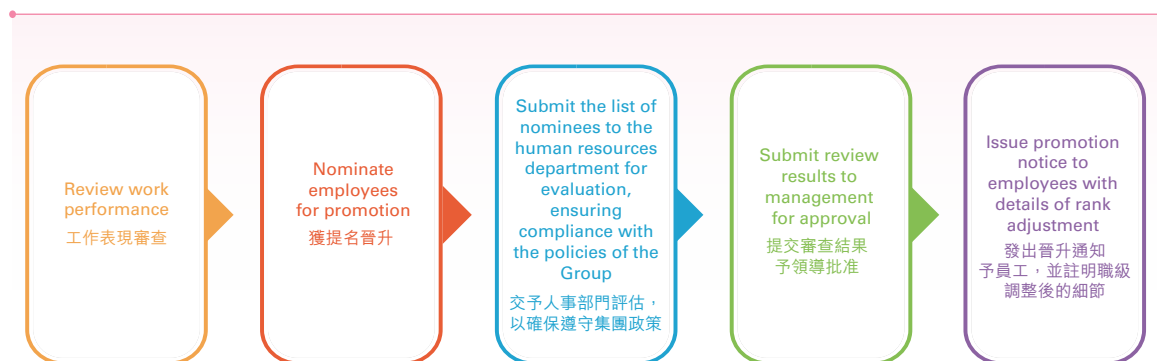 Review work
performance
工作表現審查
Nominate
employees
for promotion
獲提名晉升
Submit the list of
nominees to the
human resources
department for
evaluation,
ensuring
compliance with
the policies of the
Group
交予人事部門評估，
以確保遵守集團政策
Submit review
results to
management
for approval
提交審查結果
予領導批准
Issue promotion
notice to
employees with
details of rank
adjustment
發出晉升通知
予員工，並註明職級
調整後的細節